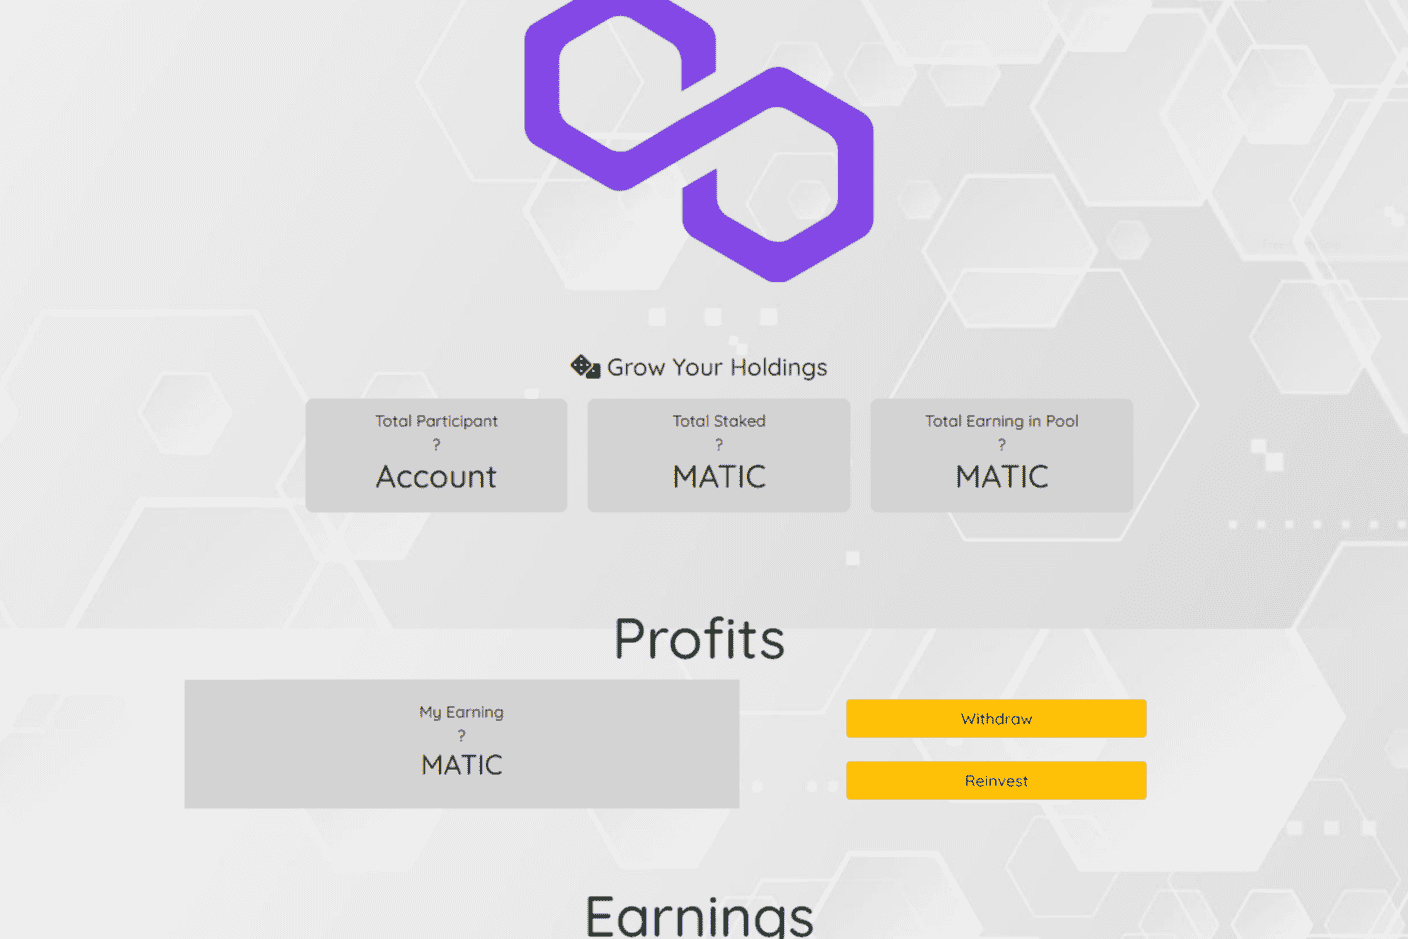 Grow Your Holdings
Total Participant
?
Account
Total Staked
?
MATIC
Total Earning in Pool
?
MATIC
Profits
My Earning
?
MATIC
Withdraw
Reinvest
Earnings